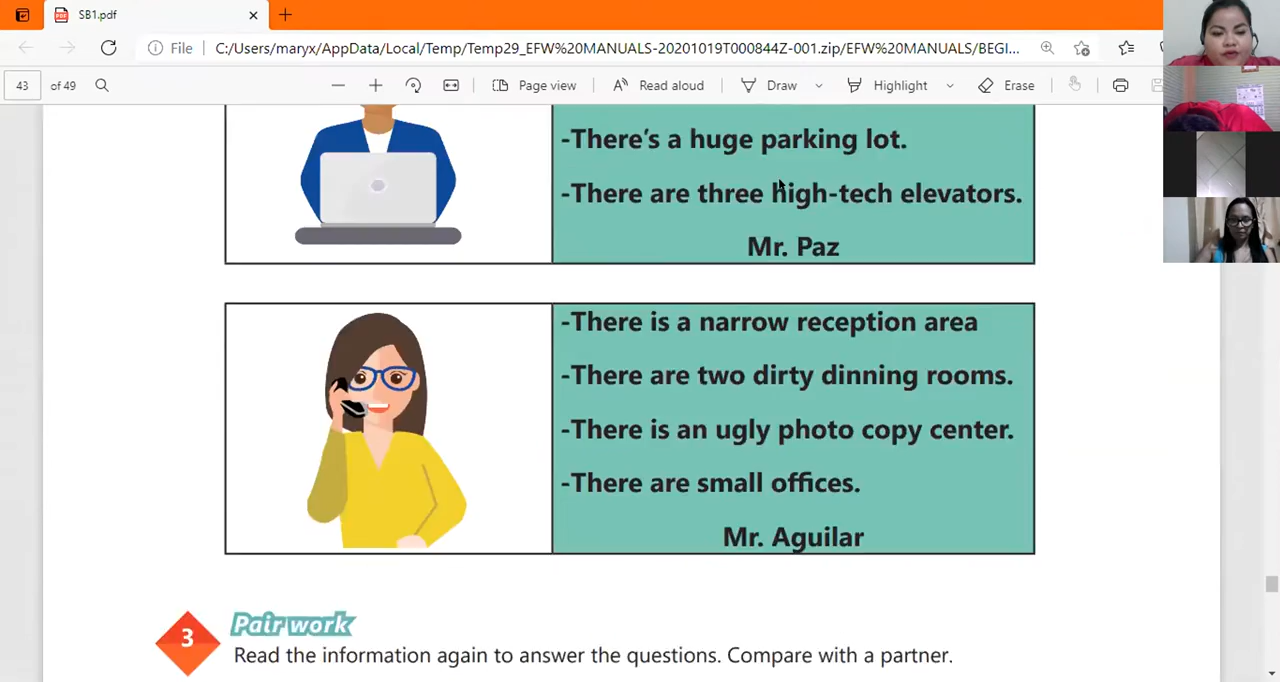 SB1.pdf
File
C:/Users/maryx/AppData/Local/Temp/Temp29_EFW%20MANUALS-20201019T000844Z-001.zip/EFW%20MANUALS/BEGI...
43 of 49
Page view
Read aloud
Draw
Highlight
Erase
-There's a huge parking lot.
-There are three high-tech elevators.
Mr. Paz
-There is a narrow reception area
-There are two dirty dinning rooms.
-There is an ugly photo copy center.
-There are small offices.
Mr. Aguilar
3
Pair work
Read the information again to answer the questions. Compare with a partner.